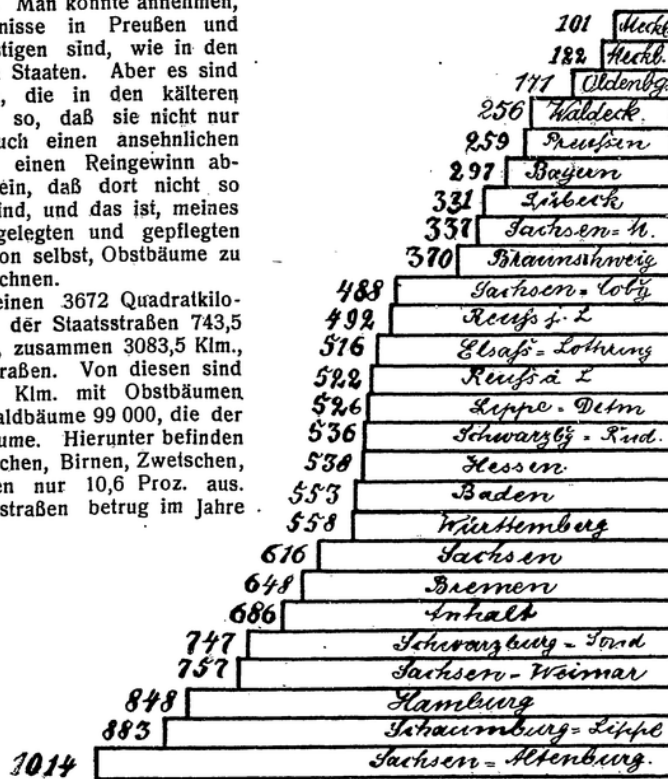 Man konnte annehmen,
nisse in Preußen und
stigen sind, wie in den
Staaten. Aber es sind
, die in den kälteren
so, daß sie nicht nur
uch einen ansehnlichen
einen Reingewinn ab-
ein, daß dort nicht so
ind, und das ist, meines
gelegten und gepflegten
on selbst, Obstbäume zu
chnen.
einen 3672 Quadratkilo-
der Staatsstraßen 743,5
, zusammen 3083,5 Klm.,
raßen. Von diesen sind
Klm. mit Obstbäumen
aldbäume 99 000, die der
ume. Hierunter befinden
chen, Birnen, Zwetschen,
en nur 10,6 Proz. aus.
straßen betrug im Jahre
101 Meckb
122 Meckb.
171 Oldenbg
256 Waldeck.
259 Preußen
297 Bayern
331 Lübeck
337 Sachsen=M.
370 Braunschweig
488 Sachsen=Cobg
492 Reuß j. L
516 Elsaß=Lothring
522 Reuß ä L
526 Lippe=Detm
536 Schwarzbg=Rud.
538 Hessen.
553 Baden
558 Württemberg
616 Sachsen
648 Bremen
686 Anhalt
747 Schwarzburg=Sond
757 Sachsen-Weimar
848 Hamburg
883 Schaumburg=Lippe
1014 Sachsen=Altenburg.